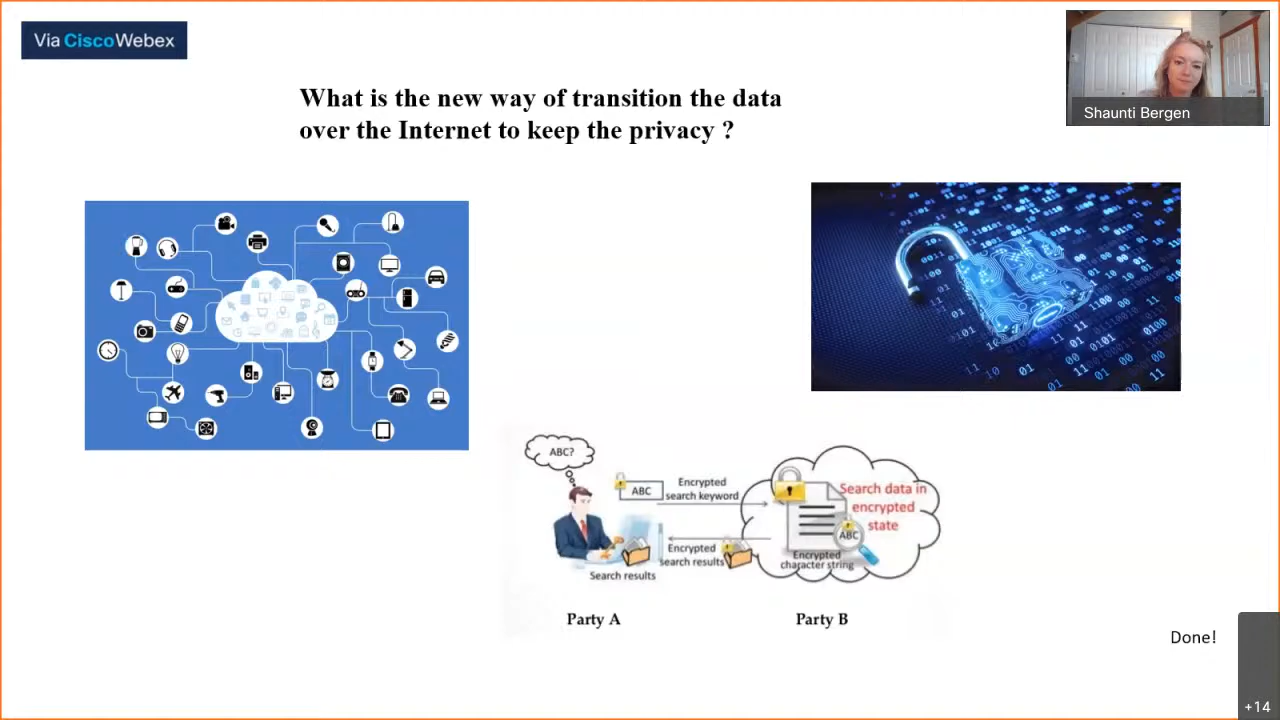 Via CiscoWebex
Shaunti Bergen
What is the new way of transition the data
over the Internet to keep the privacy ?
ABC?
ABC
Encrypted
search keyword
Encrypted
search results
Search results
Search data in
encrypted
state
ABC
Encrypted
character string
Party A
Party B
Done!
+14